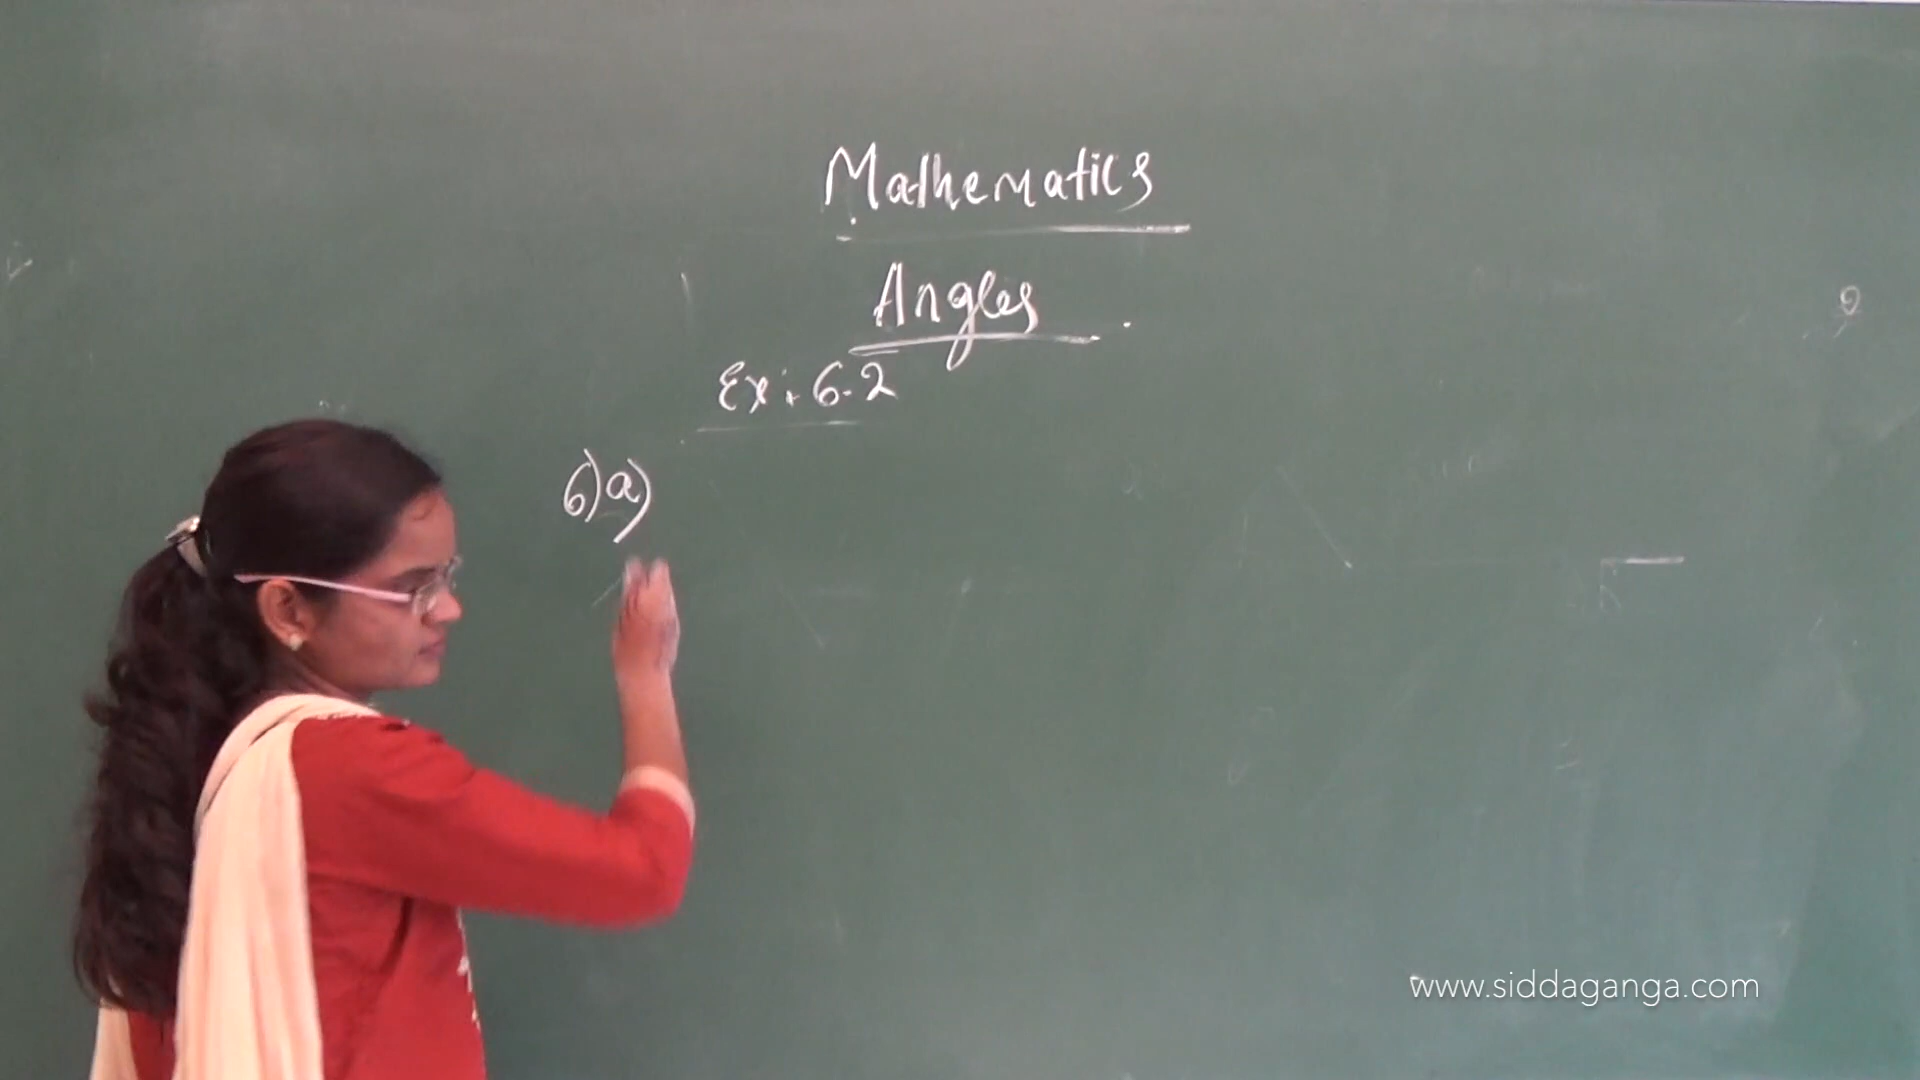 Mathematics
Angles
Ex: 6.2
6) a)
www.siddaganga.com